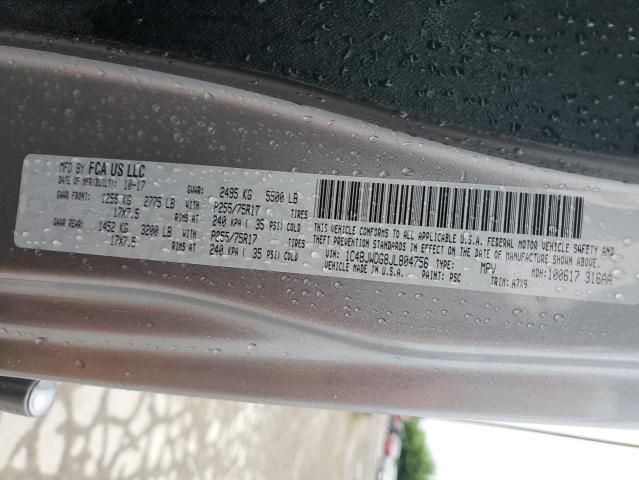 MFD BY FCA US LLC
DATE OF MFR(BUILT): 10-17 GVWR: 2495 KG 5500 LB
GAWR FRONT: 1255 KG 2775 LB WITH P255/75R17 TIRES
17X7.5 RIMS AT 240 KPA ( 35 PSI) COLD
GAWR REAR: 1452 KG 3200 LB WITH P255/75R17 TIRES
17X7.5 RIMS AT 240 KPA ( 35 PSI) COLD
THIS VEHICLE CONFORMS TO ALL APPLICABLE U.S.A. FEDERAL MOTOR VEHICLE SAFETY AND
THEFT PREVENTION STANDARDS IN EFFECT ON THE DATE OF MANUFACTURE SHOWN ABOVE.
VIN: 1C4BJWDG8JL804756 TYPE: MPV MDH: 100617 316AA
MADE IN U.S.A. PAINT: PSC TRIM: A7X9